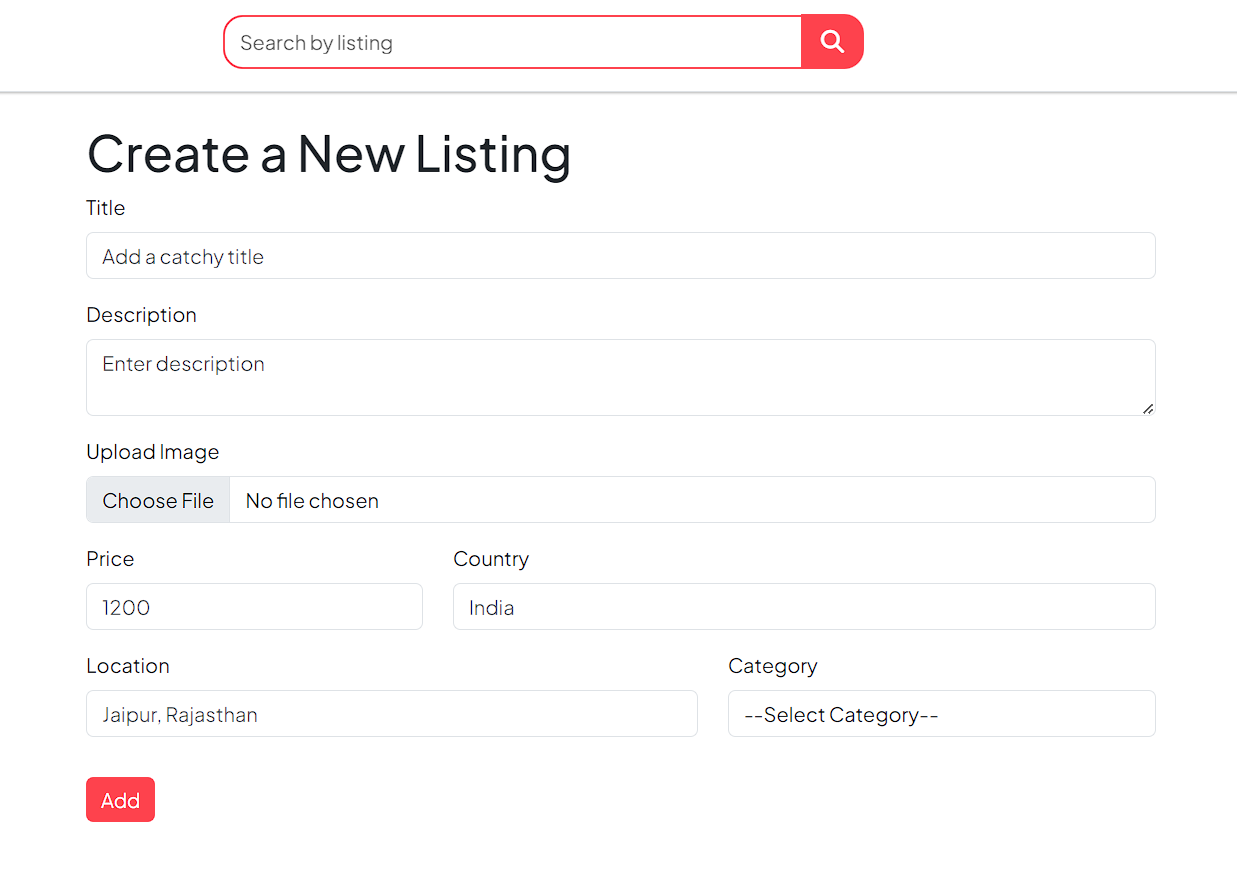 Search by listing
Create a New Listing
Title
Add a catchy title
Description
Enter description
Upload Image
Choose File No file chosen
Price Country
1200 India
Location Category
Jaipur, Rajasthan --Select Category--
Add